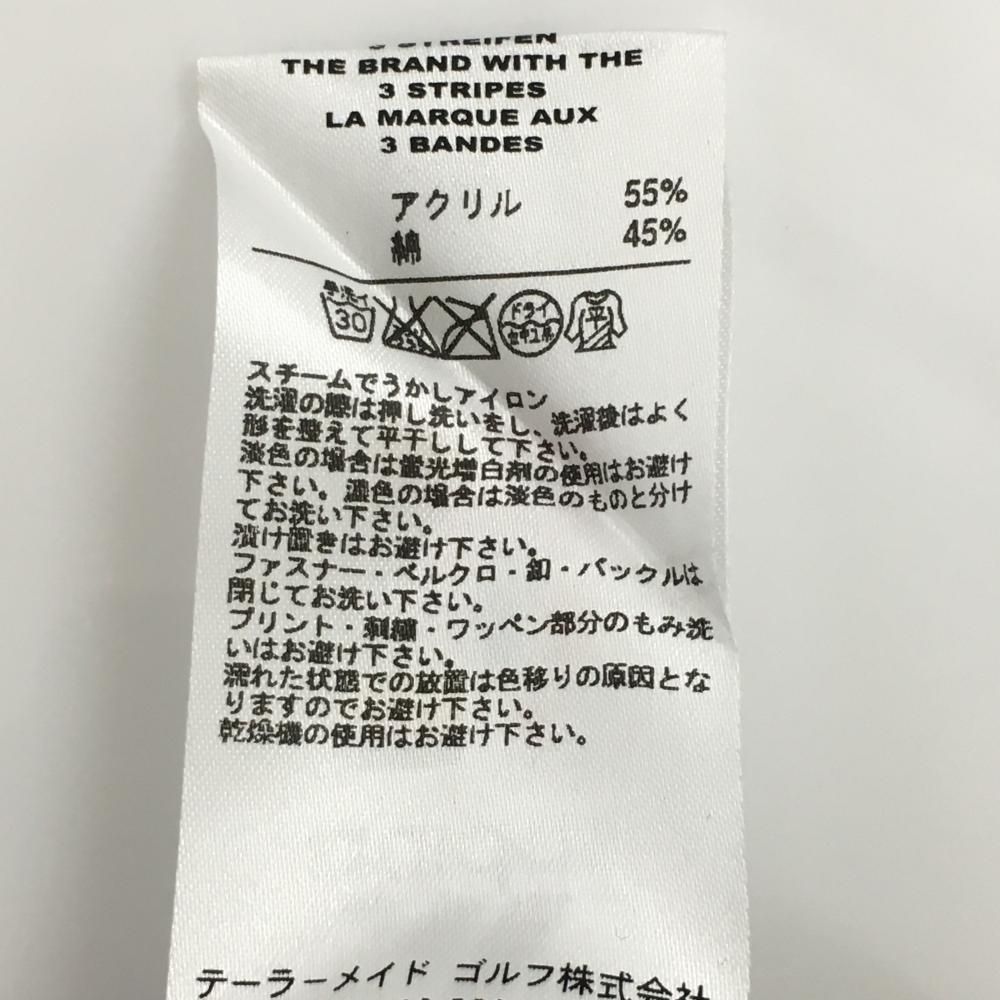 3 STREIFEN
THE BRAND WITH THE
3 STRIPES
LA MARQUE AUX
3 BANDES
アクリル 55%
綿 45%
手洗イ 30 ドライ 平
スチームでうかしアイロン
洗濯の際は押し洗いをし、洗濯後はよく
形を整えて平干しして下さい。
淡色の場合は蛍光増白剤の使用はお避け
下さい。濃色の場合は淡色のものと分け
てお洗い下さい。
漬け置きはお避け下さい。
ファスナー・ベルクロ・釦・バックルは
閉じてお洗い下さい。
プリント・刺繍・ワッペン部分のもみ洗
いはお避け下さい。
濡れた状態での放置は色移りの原因とな
りますのでお避け下さい。
乾燥機の使用はお避け下さい。
テーラーメイド ゴルフ株式会社